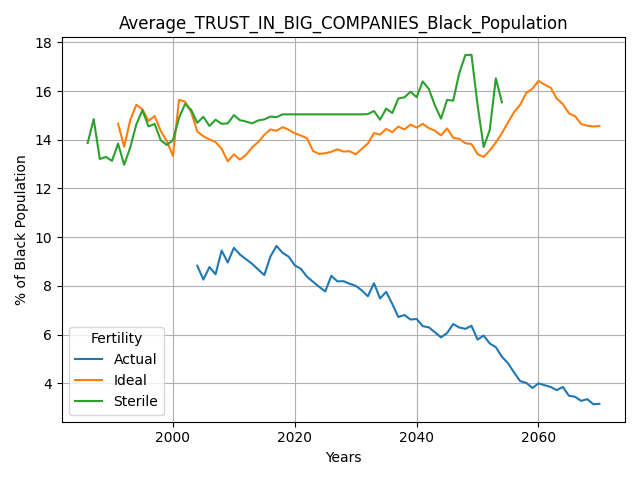 Average_TRUST_IN_BIG_COMPANIES_Black_Population
18
16
14
12
10
8
6
4
% of Black Population
Fertility
Actual
Ideal
Sterile
2000
2020
2040
2060
Years